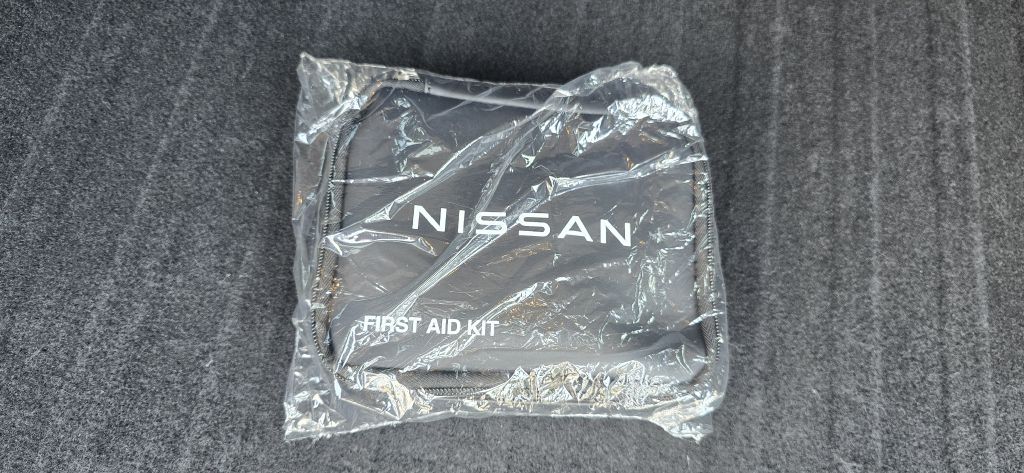 NISSAN
FIRST AID KIT